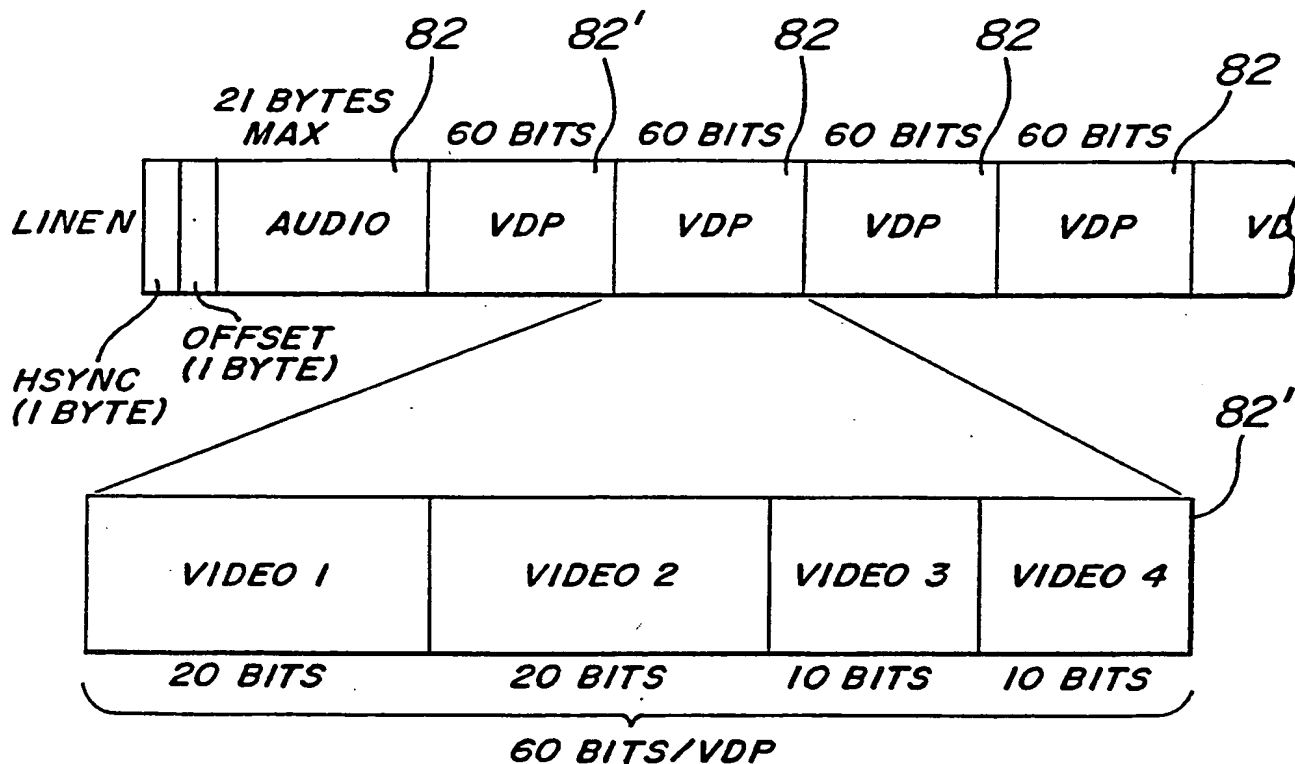 82 82' 82 82 82
21 BYTES
MAX
60 BITS 60 BITS 60 BITS 60 BITS
LINE N AUDIO VDP VDP VDP VDP VD
OFFSET
(1 BYTE)
HSYNC
(1 BYTE)
82'
VIDEO 1 VIDEO 2 VIDEO 3 VIDEO 4
20 BITS 20 BITS 10 BITS 10 BITS
60 BITS/VDP